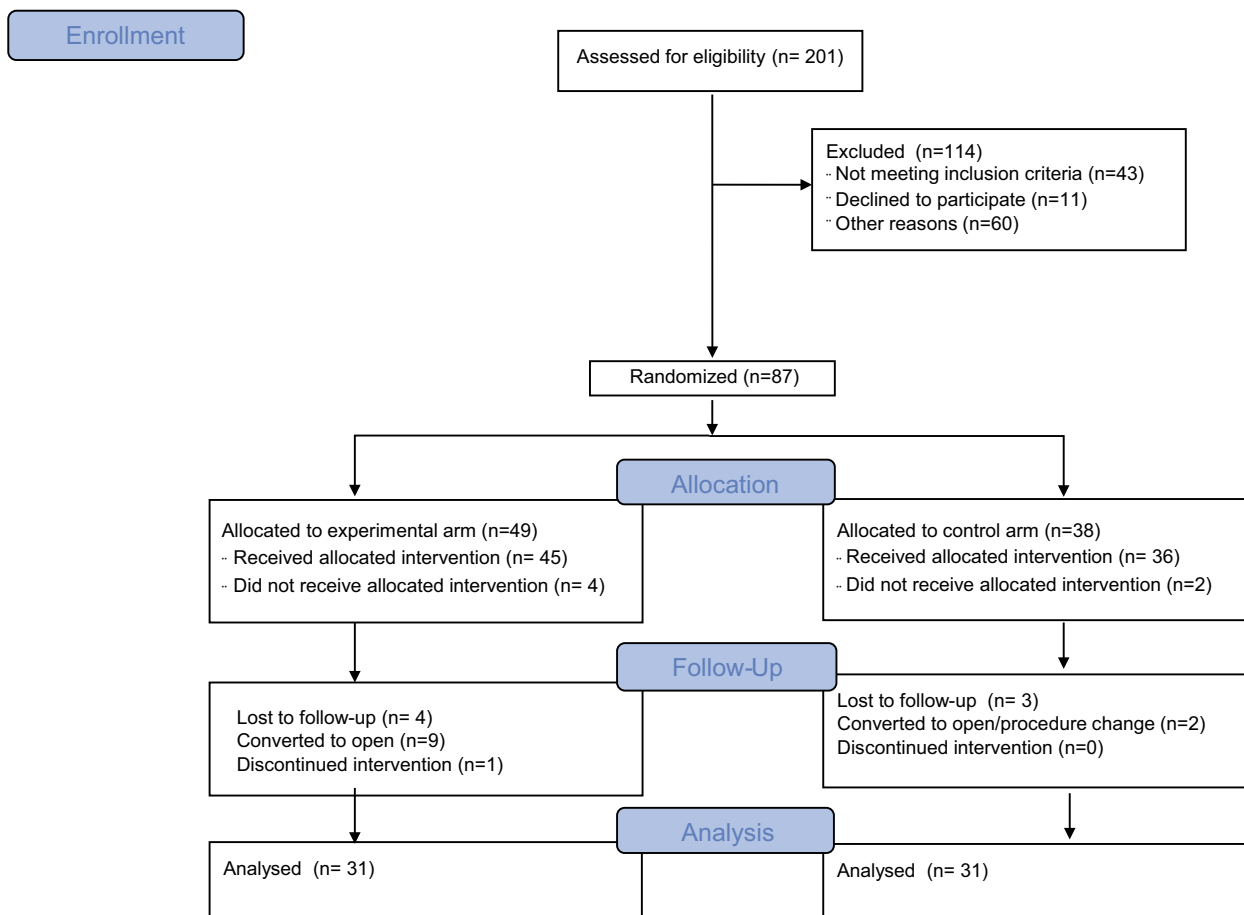 Enrollment
Assessed for eligibility (n= 201)
Excluded (n=114)
¨ Not meeting inclusion criteria (n=43)
¨ Declined to participate (n=11)
¨ Other reasons (n=60)
Randomized (n=87)
Allocation
Allocated to experimental arm (n=49)
¨ Received allocated intervention (n= 45)
¨ Did not receive allocated intervention (n= 4)
Allocated to control arm (n=38)
¨ Received allocated intervention (n= 36)
¨ Did not receive allocated intervention (n=2)
Follow-Up
Lost to follow-up (n= 4)
Converted to open (n=9)
Discontinued intervention (n=1)
Lost to follow-up (n= 3)
Converted to open/procedure change (n=2)
Discontinued intervention (n=0)
Analysis
Analysed (n= 31)
Analysed (n= 31)